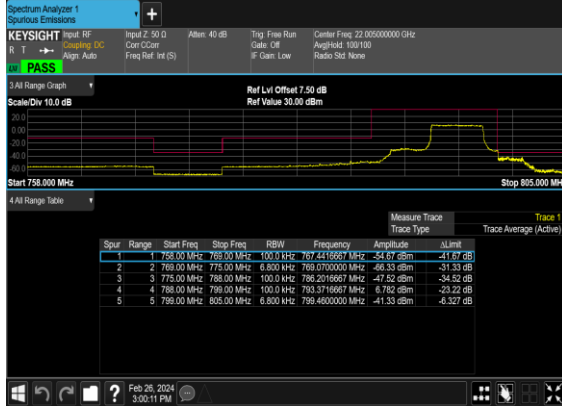 Spectrum Analyzer 1
Spurious Emissions
+
KEYSIGHT Input: RF Input Z: 50 Ω Atten: 40 dB Trig: Free Run Center Freq: 22.005000000 GHz
R T Coupling: DC Corr CCorr Gate: Off Avg|Hold: 100/100
Align: Auto Freq Ref: Int (S) IF Gain: Low Radio Std: None
PASS
3 All Range Graph
Ref Lvl Offset 7.50 dB
Scale/Div 10.0 dB Ref Value 30.00 dBm
20.0
0.00
-20.0
-40.0
-60.0
Start 758.000 MHz Stop 805.000 MH
4 All Range Table
Measure Trace Trace 1
Trace Type Trace Average (Active)
Spur Range Start Freq Stop Freq RBW Frequency Amplitude ΔLimit
1 1 758.00 MHz 769.00 MHz 100.0 kHz 767.4416667 MHz -54.67 dBm -41.67 dB
2 2 769.00 MHz 775.00 MHz 6.800 kHz 769.0700000 MHz -66.33 dBm -31.33 dB
3 3 775.00 MHz 788.00 MHz 100.0 kHz 786.2016667 MHz -47.52 dBm -34.52 dB
4 4 788.00 MHz 799.00 MHz 100.0 kHz 793.3716667 MHz 6.782 dBm -23.22 dB
5 5 799.00 MHz 805.00 MHz 6.800 kHz 799.4600000 MHz -41.33 dBm -6.327 dB
? Feb 26, 2024
3:00:11 PM